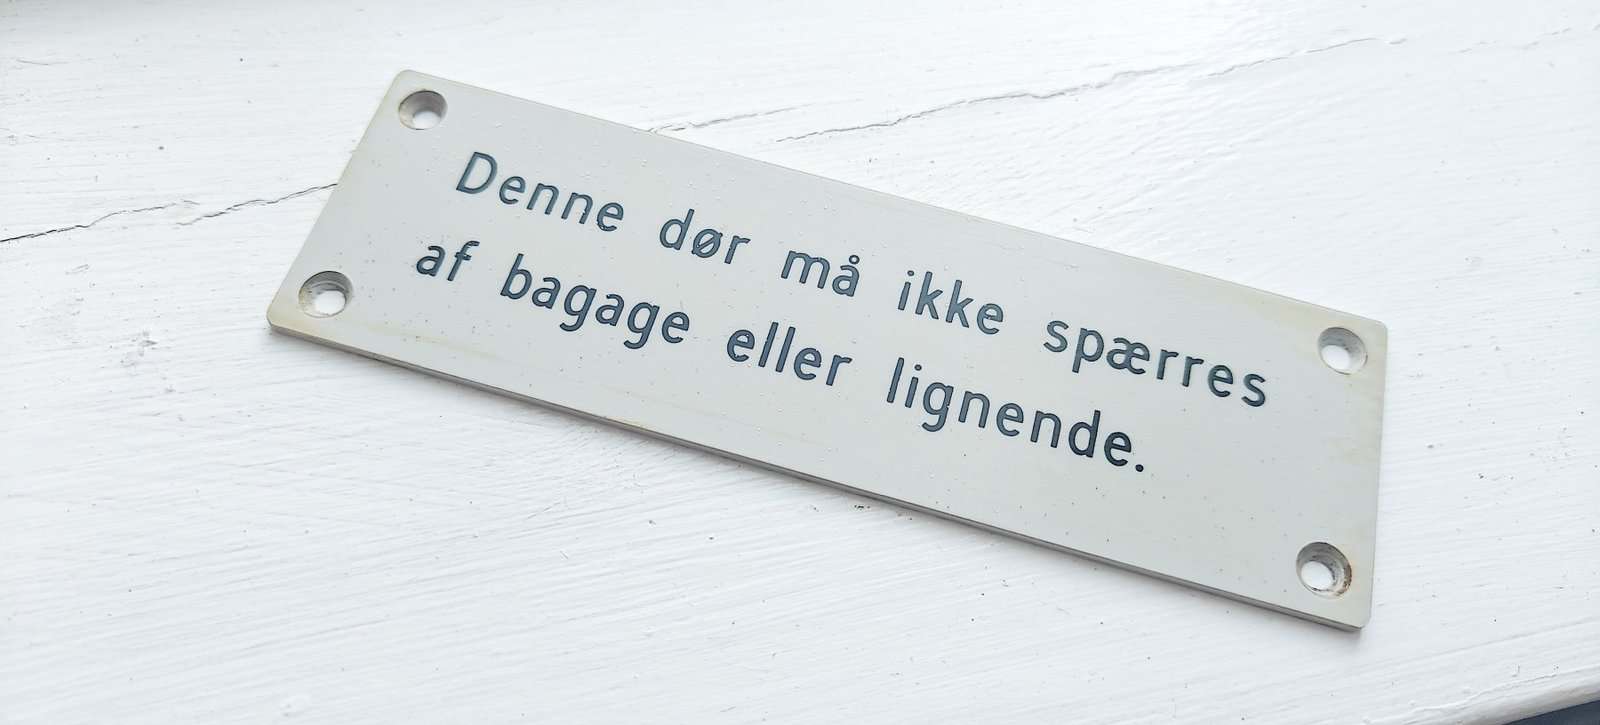 Denne dør må ikke spærres
af bagage eller lignende.